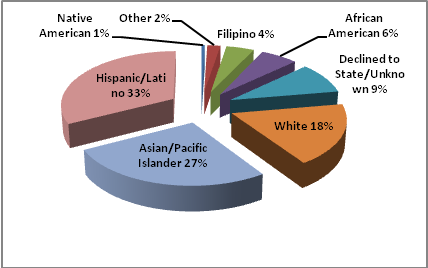 Native
American 1%
Other 2%
Filipino 4%
African
American 6%
Declined to
State/Unkno
wn 9%
White 18%
Asian/Pacific
Islander 27%
Hispanic/Lati
no 33%